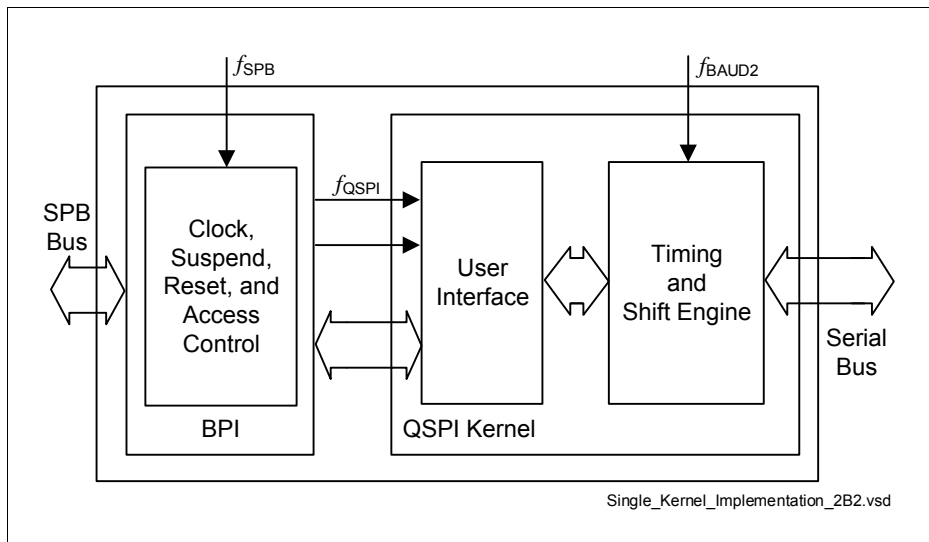 fSPB
fBAUD2
fQSPI
SPB
Bus
Clock,
Suspend,
Reset, and
Access
Control
User
Interface
Timing
and
Shift Engine
Serial
Bus
BPI
QSPI Kernel
Single_Kernel_Implementation_2B2.vsd